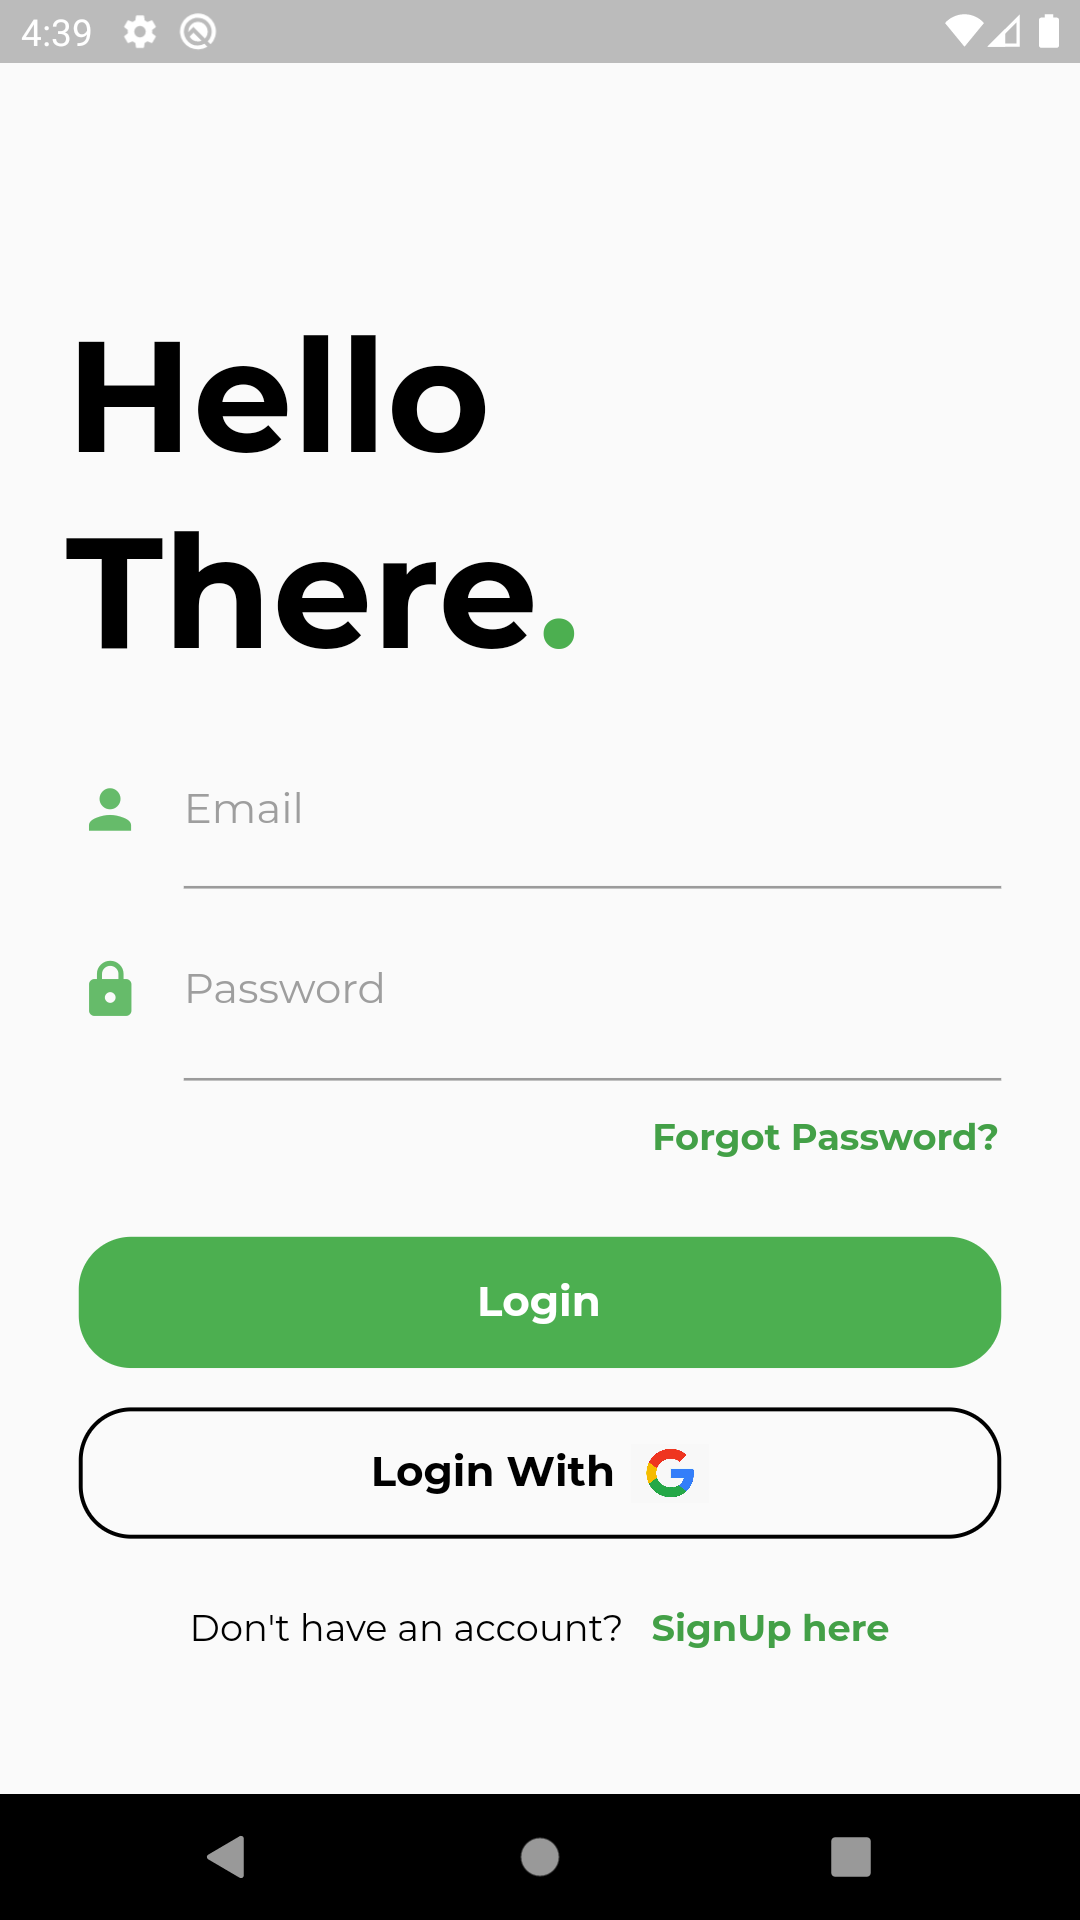 4:39
Hello
There.
Email
Password
Forgot Password?
Login
Login With
Don't have an account? SignUp here